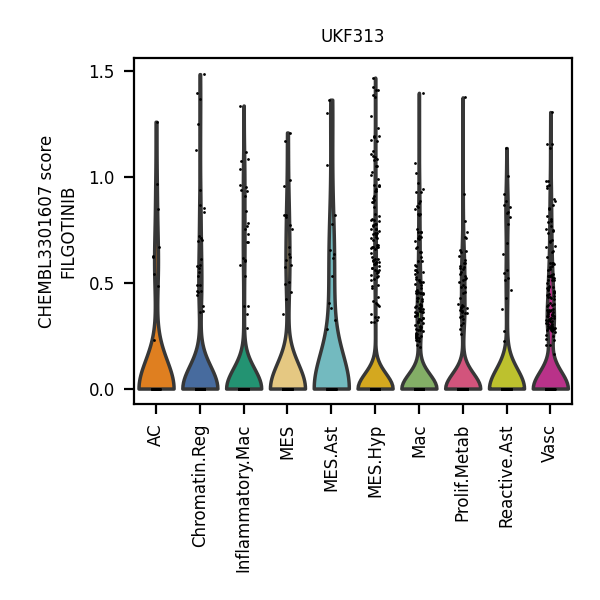 UKF313
CHEMBL3301607 score
FILGOTINIB
1.5
1.0
0.5
0.0
AC
Chromatin.Reg
Inflammatory.Mac
MES
MES.Ast
MES.Hyp
Mac
Prolif.Metab
Reactive.Ast
Vasc